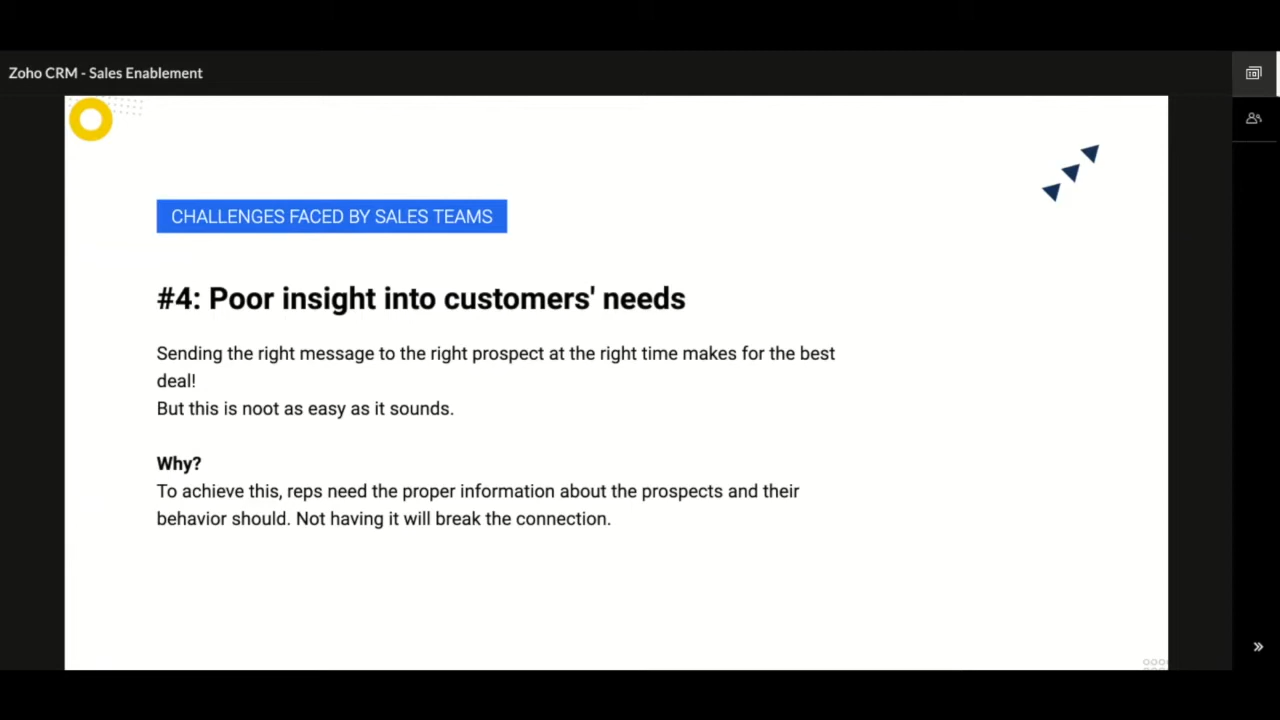 Zoho CRM - Sales Enablement
CHALLENGES FACED BY SALES TEAMS
#4: Poor insight into customers' needs
Sending the right message to the right prospect at the right time makes for the best
deal!
But this is noot as easy as it sounds.
Why?
To achieve this, reps need the proper information about the prospects and their
behavior should. Not having it will break the connection.